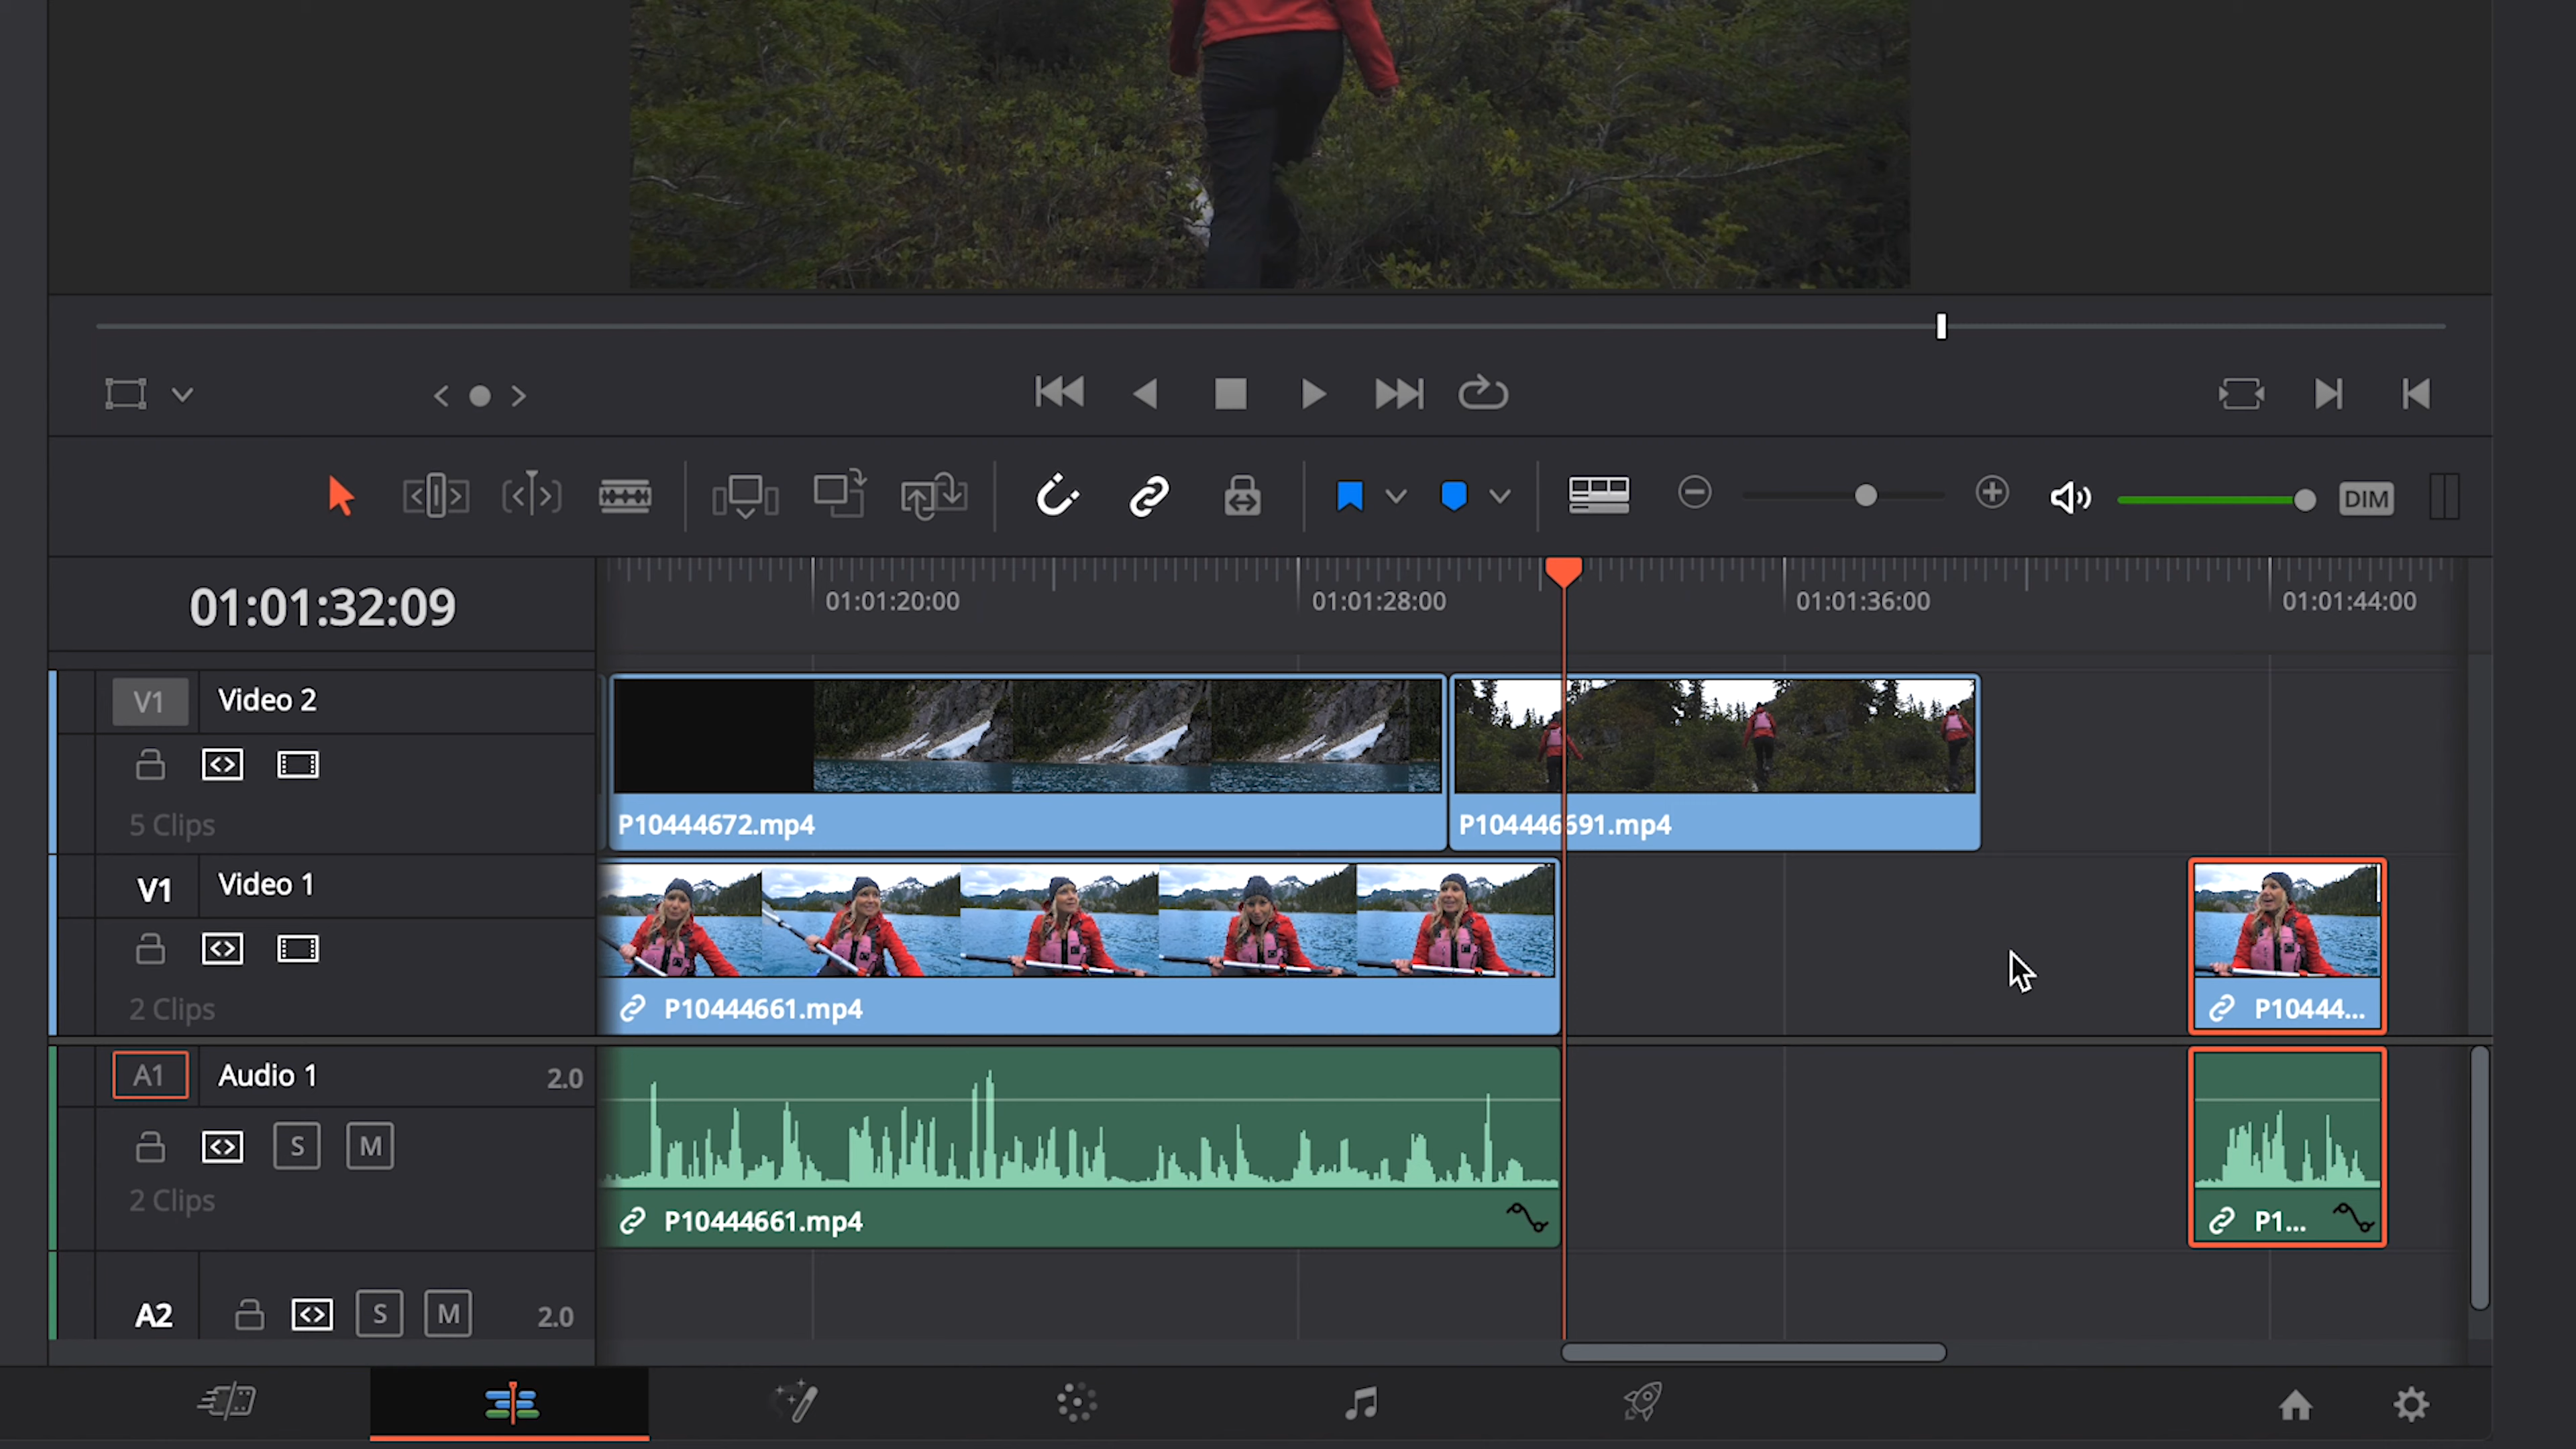 DIM
01:01:32:09
01:01:20:00
01:01:28:00
01:01:36:00
01:01:44:00
V1 Video 2
5 Clips
P10444672.mp4
P104446691.mp4
V1 Video 1
2 Clips
P10444661.mp4
P10444...
A1 Audio 1 2.0
S M
2 Clips
P10444661.mp4
P1...
A2 S M 2.0